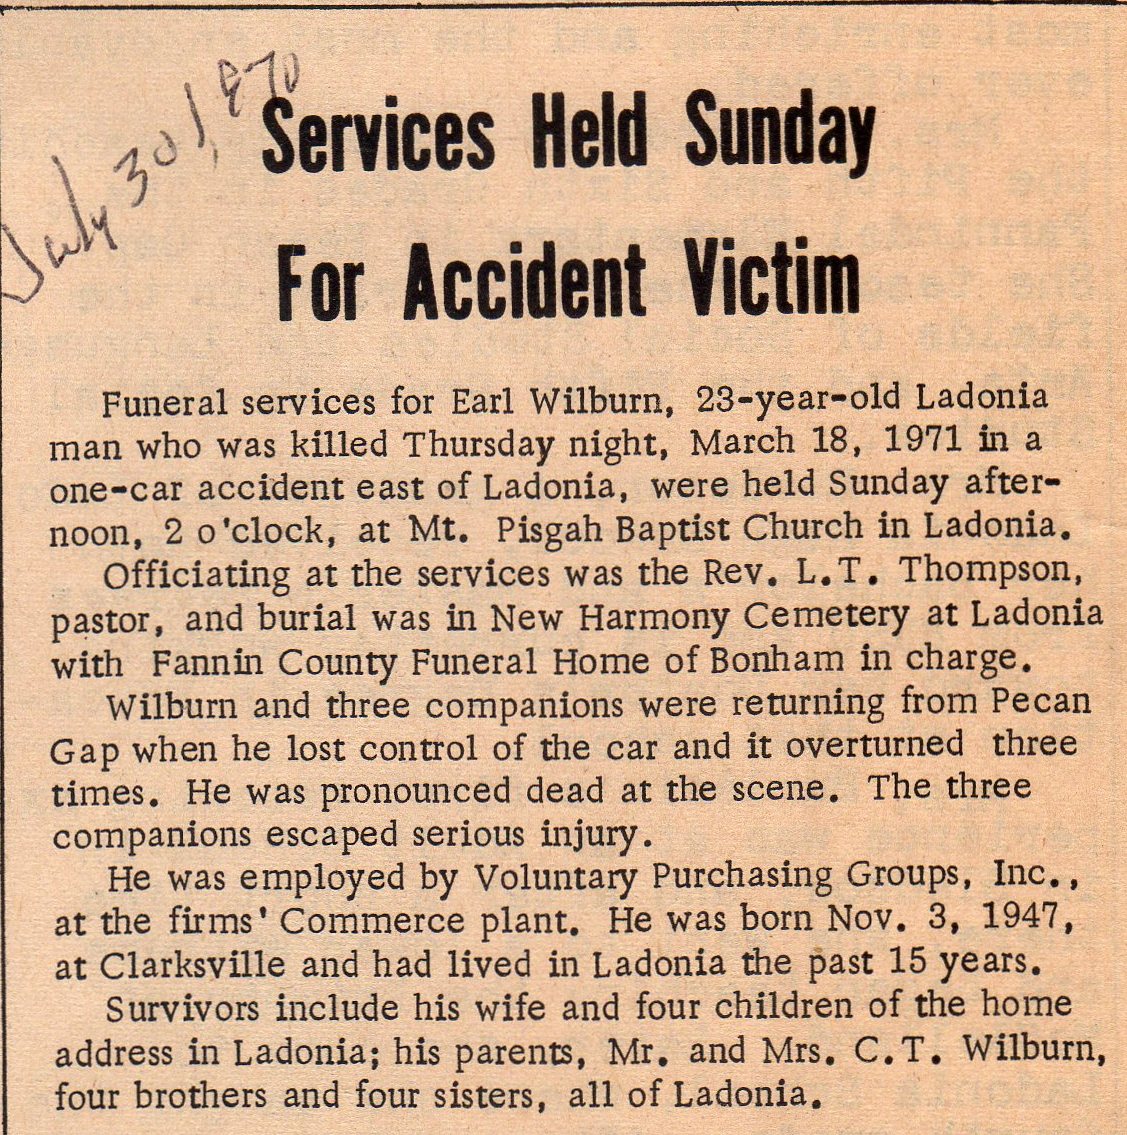 July 30, 1970
Services Held Sunday
For Accident Victim
Funeral services for Earl Wilburn, 23-year-old Ladonia
man who was killed Thursday night, March 18, 1971 in a
one-car accident east of Ladonia, were held Sunday after-
noon, 2 o'clock, at Mt. Pisgah Baptist Church in Ladonia.
Officiating at the services was the Rev. L.T. Thompson,
pastor, and burial was in New Harmony Cemetery at Ladonia
with Fannin County Funeral Home of Bonham in charge.
Wilburn and three companions were returning from Pecan
Gap when he lost control of the car and it overturned three
times. He was pronounced dead at the scene. The three
companions escaped serious injury.
He was employed by Voluntary Purchasing Groups, Inc.,
at the firms' Commerce plant. He was born Nov. 3, 1947,
at Clarksville and had lived in Ladonia the past 15 years.
Survivors include his wife and four children of the home
address in Ladonia; his parents, Mr. and Mrs. C.T. Wilburn,
four brothers and four sisters, all of Ladonia.